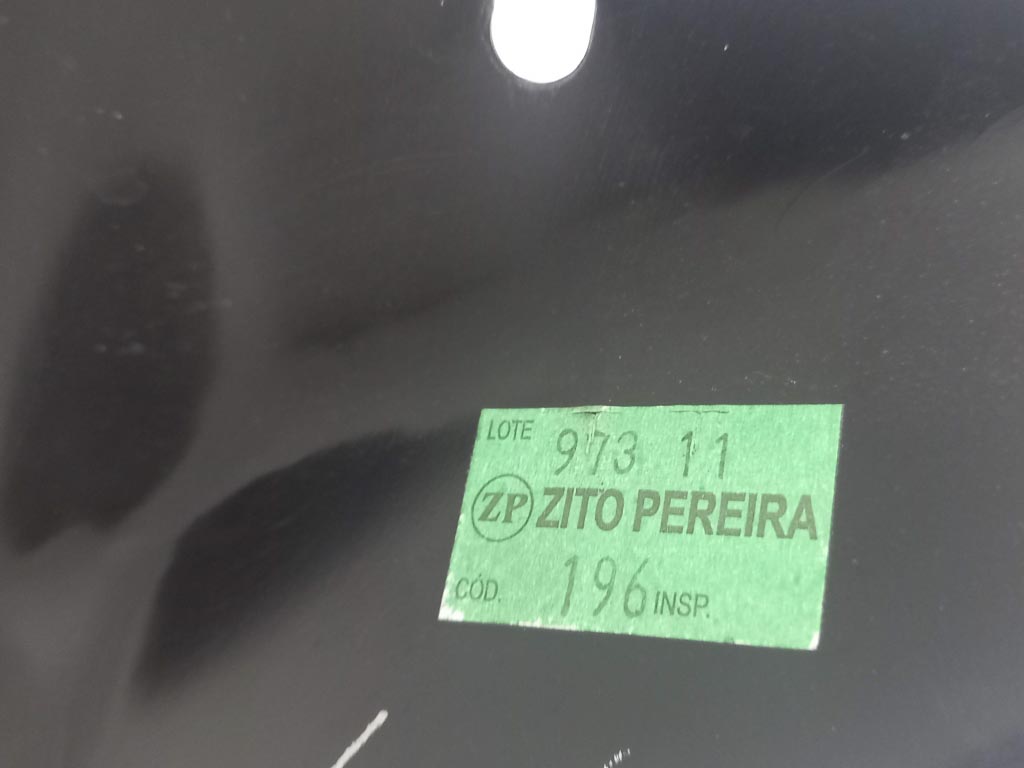 LOTE 973 11
ZP ZITO PEREIRA
CÓD. 196 INSP.